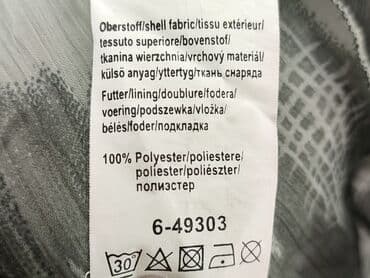 Oberstoff/shell fabric/tissu extérieur/
tessuto superiore/bovenstof/
tkanina wierzchnia/vrchový materiál/
külső anyag/yttertyg/ткань снаряда
Futter/lining/doublure/fodera/
voering/podszewka/vložka/
bélés/foder/подкладка
100% Polyester/poliestere/
poliester/poliészter/
полиэстер
6-49303
30°